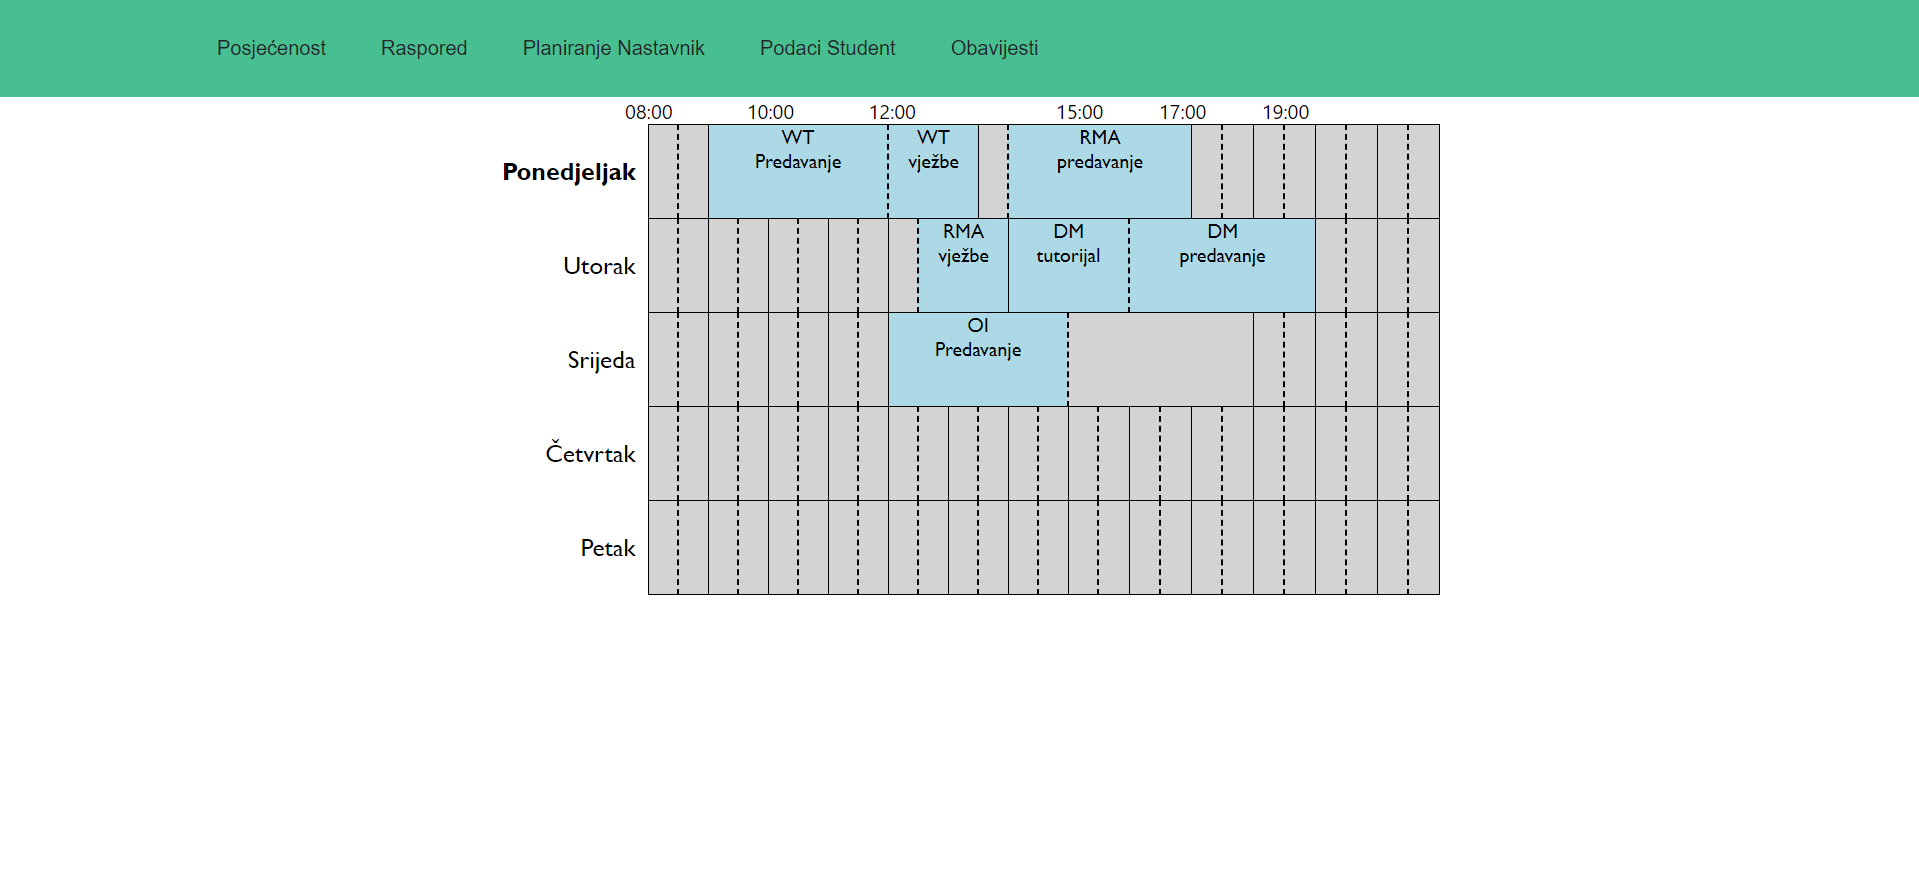 Posjećenost Raspored Planiranje Nastavnik Podaci Student Obavijesti
08:00 10:00 12:00 15:00 17:00 19:00
Ponedjeljak
WT
Predavanje
WT
vježbe
RMA
predavanje
Utorak
RMA
vježbe
DM
tutorijal
DM
predavanje
Srijeda
OI
Predavanje
Četvrtak
Petak